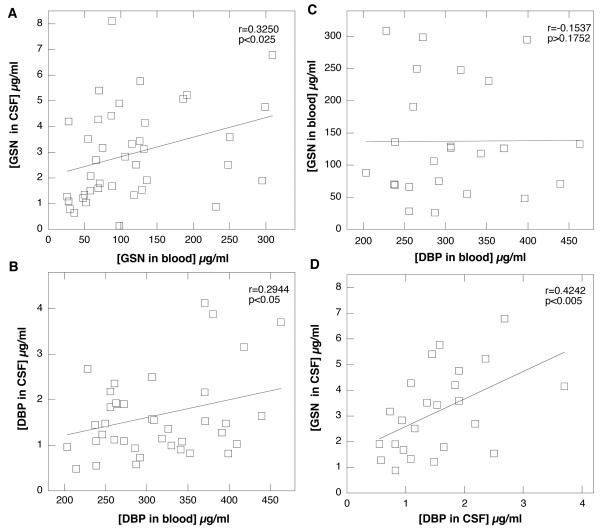 A
r=0.3250
p<0.025
[GSN in CSF] µg/ml
9
8
7
6
5
4
3
2
1
0
0 50 100 150 200 250 300
[GSN in blood] µg/ml
B
r=0.2944
p<0.05
[DBP in CSF] µg/ml
4
3
2
1
0
200 250 300 350 400 450
[DBP in blood] µg/ml
C
r=-0.1537
p>0.1752
[GSN in blood] µg/ml
350
300
250
200
150
100
50
0
200 250 300 350 400 450
[DBP in blood] µg/ml
D
r=0.4242
p<0.005
[GSN in CSF] µg/ml
9
8
7
6
5
4
3
2
1
0
0 1 2 3 4
[DBP in CSF] µg/ml